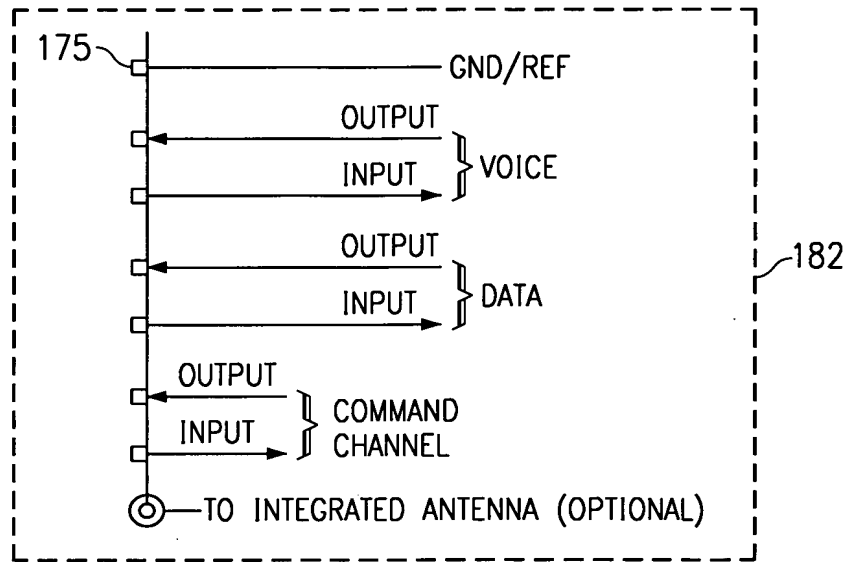 175
GND/REF
OUTPUT
VOICE
INPUT
OUTPUT
182
DATA
INPUT
OUTPUT
COMMAND
CHANNEL
INPUT
TO INTEGRATED ANTENNA (OPTIONAL)